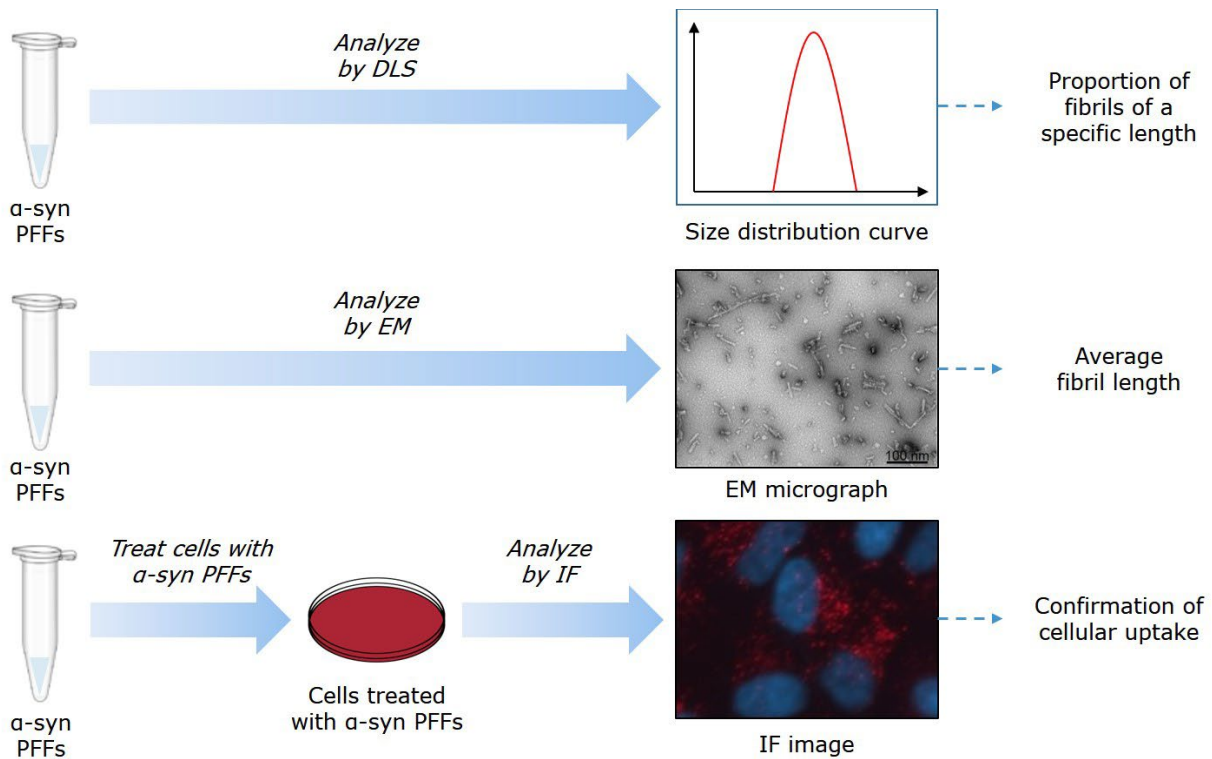 Analyze
by DLS
α-syn
PFFs
Size distribution curve
Proportion of
fibrils of a
specific length
Analyze
by EM
α-syn
PFFs
100 nm
EM micrograph
Average
fibril length
Treat cells with
α-syn PFFs
α-syn
PFFs
Cells treated
with α-syn PFFs
Analyze
by IF
IF image
Confirmation of
cellular uptake